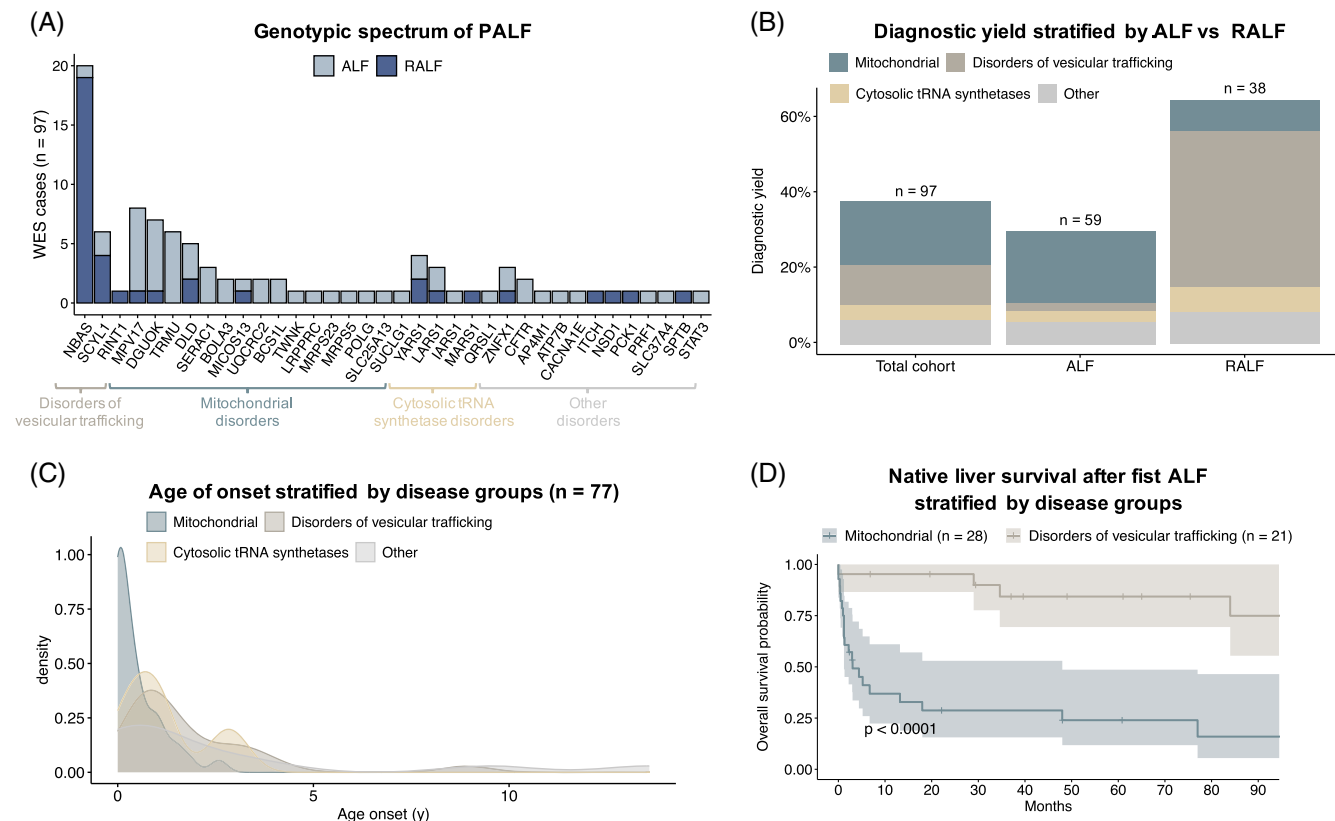 (A)
Genotypic spectrum of PALF
ALF RALF
WES cases (n = 97)
20
15
10
5
0
NBAS
SCYL1
RINT1
MPV17
DGUOK
TRMU
DLD
SERAC1
BOLA3
MICOS13
UQCRC2
BCS1L
TWNK
LRPPRC
MRPS23
MRPS5
POLG
SLC25A13
SUCLG1
YARS1
LARS1
IARS1
MARS1
QRSL1
ZNFX1
CFTR
AP4M1
ATP7B
CACNA1E
ITCH
NSD1
PCK1
PRF1
SLC37A4
SPTB
STAT3
Disorders of
vesicular trafficking
Mitochondrial
disorders
Cytosolic tRNA
synthetase disorders
Other
disorders
(B)
Diagnostic yield stratified by ALF vs RALF
Mitochondrial Disorders of vesicular trafficking
Cytosolic tRNA synthetases Other
Diagnostic yield
60%
40%
20%
0%
n = 97
n = 59
n = 38
Total cohort ALF RALF
(C)
Age of onset stratified by disease groups (n = 77)
Mitochondrial Disorders of vesicular trafficking
Cytosolic tRNA synthetases Other
density
1.00
0.75
0.50
0.25
0.00
0 5 10
Age onset (y)
(D)
Native liver survival after fist ALF
stratified by disease groups
Mitochondrial (n = 28) Disorders of vesicular trafficking (n = 21)
Overall survival probability
1.00
0.75
0.50
0.25
0.00
p < 0.0001
0 10 20 30 40 50 60 70 80 90
Months